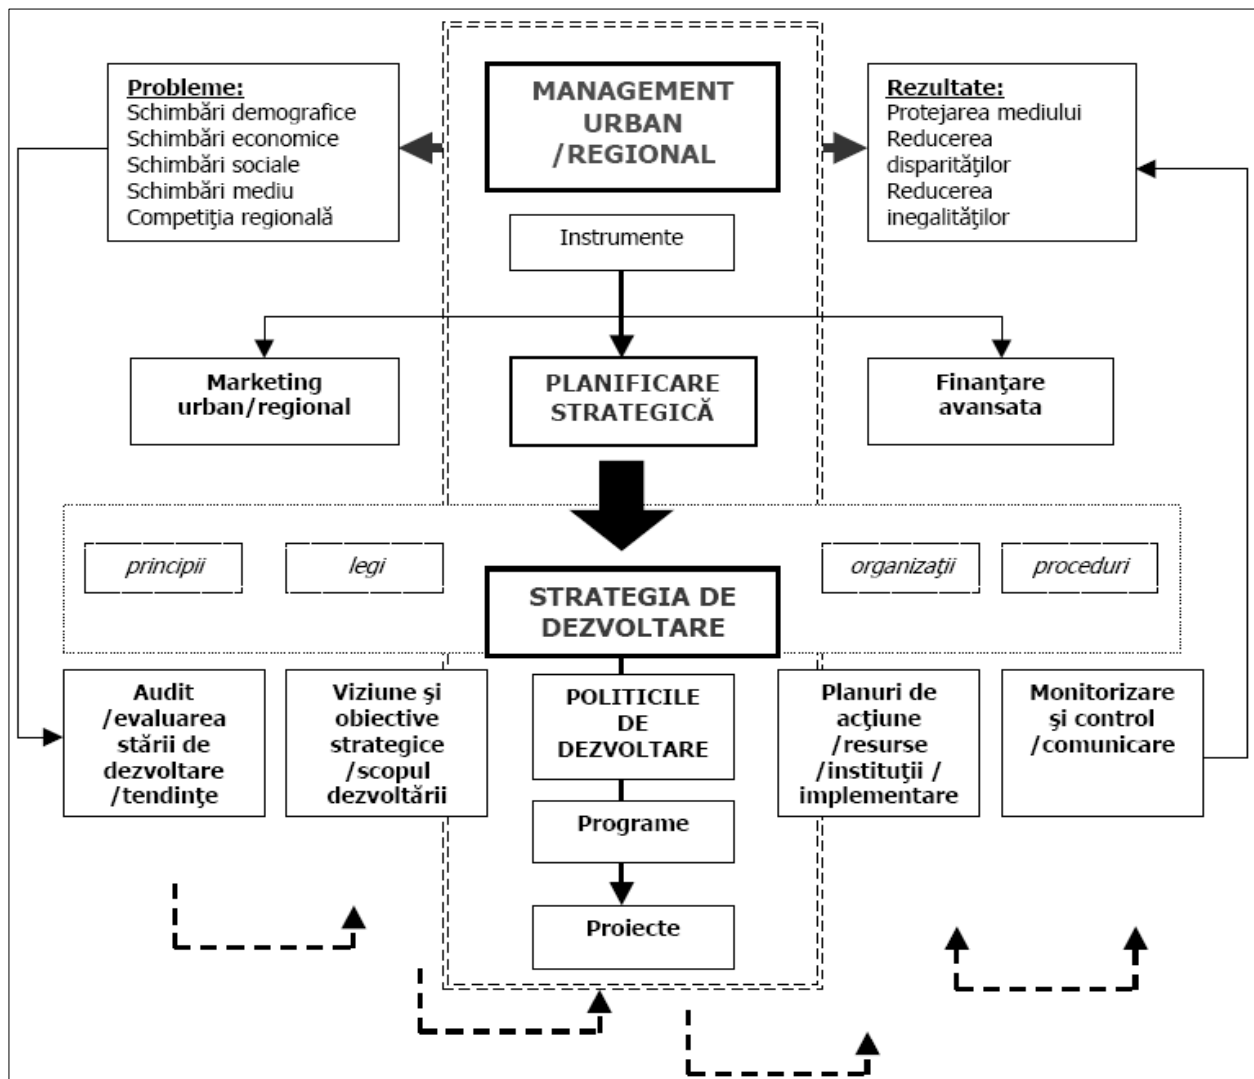 Probleme:
Schimbări demografice
Schimbări economice
Schimbări sociale
Schimbări mediu
Competiţia regională
MANAGEMENT
URBAN
/REGIONAL
Rezultate:
Protejarea mediului
Reducerea
disparităţilor
Reducerea
inegalităţilor
Instrumente
Marketing
urban/regional
PLANIFICARE
STRATEGICĂ
Finanţare
avansata
principii
legi
organizaţii
proceduri
STRATEGIA DE
DEZVOLTARE
Audit
/evaluarea
stării de
dezvoltare
/tendinţe
Viziune şi
obiective
strategice
/scopul
dezvoltării
POLITICILE
DE
DEZVOLTARE
Planuri de
acţiune
/resurse
/instituţii /
implementare
Monitorizare
şi control
/comunicare
Programe
Proiecte